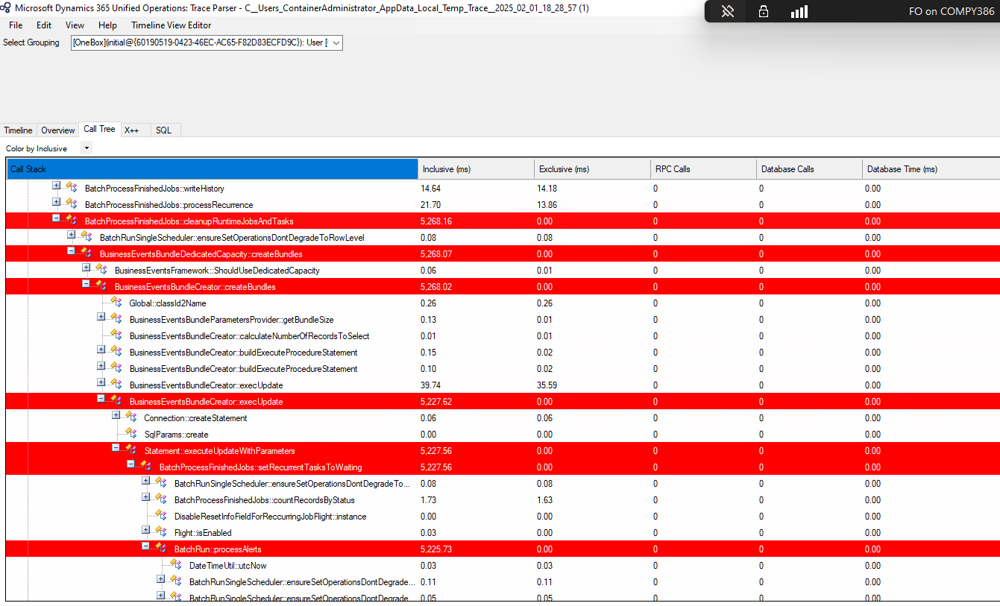 Microsoft Dynamics 365 Unified Operations: Trace Parser - C__Users_ContainerAdministrator_AppData_Local_Temp_Trace__2025_02_01_18_28_57 (1)
FO on COMPY386
File Edit View Help Timeline View Editor
Select Grouping [OneBox](initial@{60190519-0423-46EC-AC65-F82D83ECFD9C}): User [
Timeline Overview Call Tree X++ SQL
Color by Inclusive
Call Stack Inclusive (ms) Exclusive (ms) RPC Calls Database Calls Database Time (ms)
BatchProcessFinishedJobs::writeHistory 14.64 14.18 0 0 0.00
BatchProcessFinishedJobs::processRecurrence 21.70 13.86 0 0 0.00
BatchProcessFinishedJobs::cleanupRuntimeJobsAndTasks 5,268.16 0.00 0 0 0.00
BatchRunSingleScheduler::ensureSetOperationsDontDegradeToRowLevel 0.08 0.08 0 0 0.00
BusinessEventsBundleDedicatedCapacity::createBundles 5,268.07 0.00 0 0 0.00
BusinessEventsFramework::ShouldUseDedicatedCapacity 0.06 0.01 0 0 0.00
BusinessEventsBundleCreator::createBundles 5,268.02 0.00 0 0 0.00
Global::classId2Name 0.26 0.26 0 0 0.00
BusinessEventsBundleParametersProvider::getBundleSize 0.13 0.01 0 0 0.00
BusinessEventsBundleCreator::calculateNumberOfRecordsToSelect 0.01 0.01 0 0 0.00
BusinessEventsBundleCreator::buildExecuteProcedureStatement 0.15 0.02 0 0 0.00
BusinessEventsBundleCreator::buildExecuteProcedureStatement 0.10 0.02 0 0 0.00
BusinessEventsBundleCreator::execUpdate 39.74 35.59 0 0 0.00
BusinessEventsBundleCreator::execUpdate 5,227.62 0.00 0 0 0.00
Connection::createStatement 0.06 0.06 0 0 0.00
SqlParams::create 0.00 0.00 0 0 0.00
Statement::executeUpdateWithParameters 5,227.56 0.00 0 0 0.00
BatchProcessFinishedJobs::setRecurrentTasksToWaiting 5,227.56 0.00 0 0 0.00
BatchRunSingleScheduler::ensureSetOperationsDontDegradeTo... 0.08 0.08 0 0 0.00
BatchProcessFinishedJobs::countRecordsByStatus 1.73 1.63 0 0 0.00
DisableResetInfoFieldForReccurringJobFlight::instance 0.00 0.00 0 0 0.00
Flight::isEnabled 0.03 0.00 0 0 0.00
BatchRun::processAlerts 5,225.73 0.00 0 0 0.00
DateTimeUtil::utcNow 0.03 0.03 0 0 0.00
BatchRunSingleScheduler::ensureSetOperationsDontDegrade... 0.11 0.11 0 0 0.00
BatchRunSingleScheduler::ensureSetOperationsDontDegrade 0.05 0.05 0 0 0.00